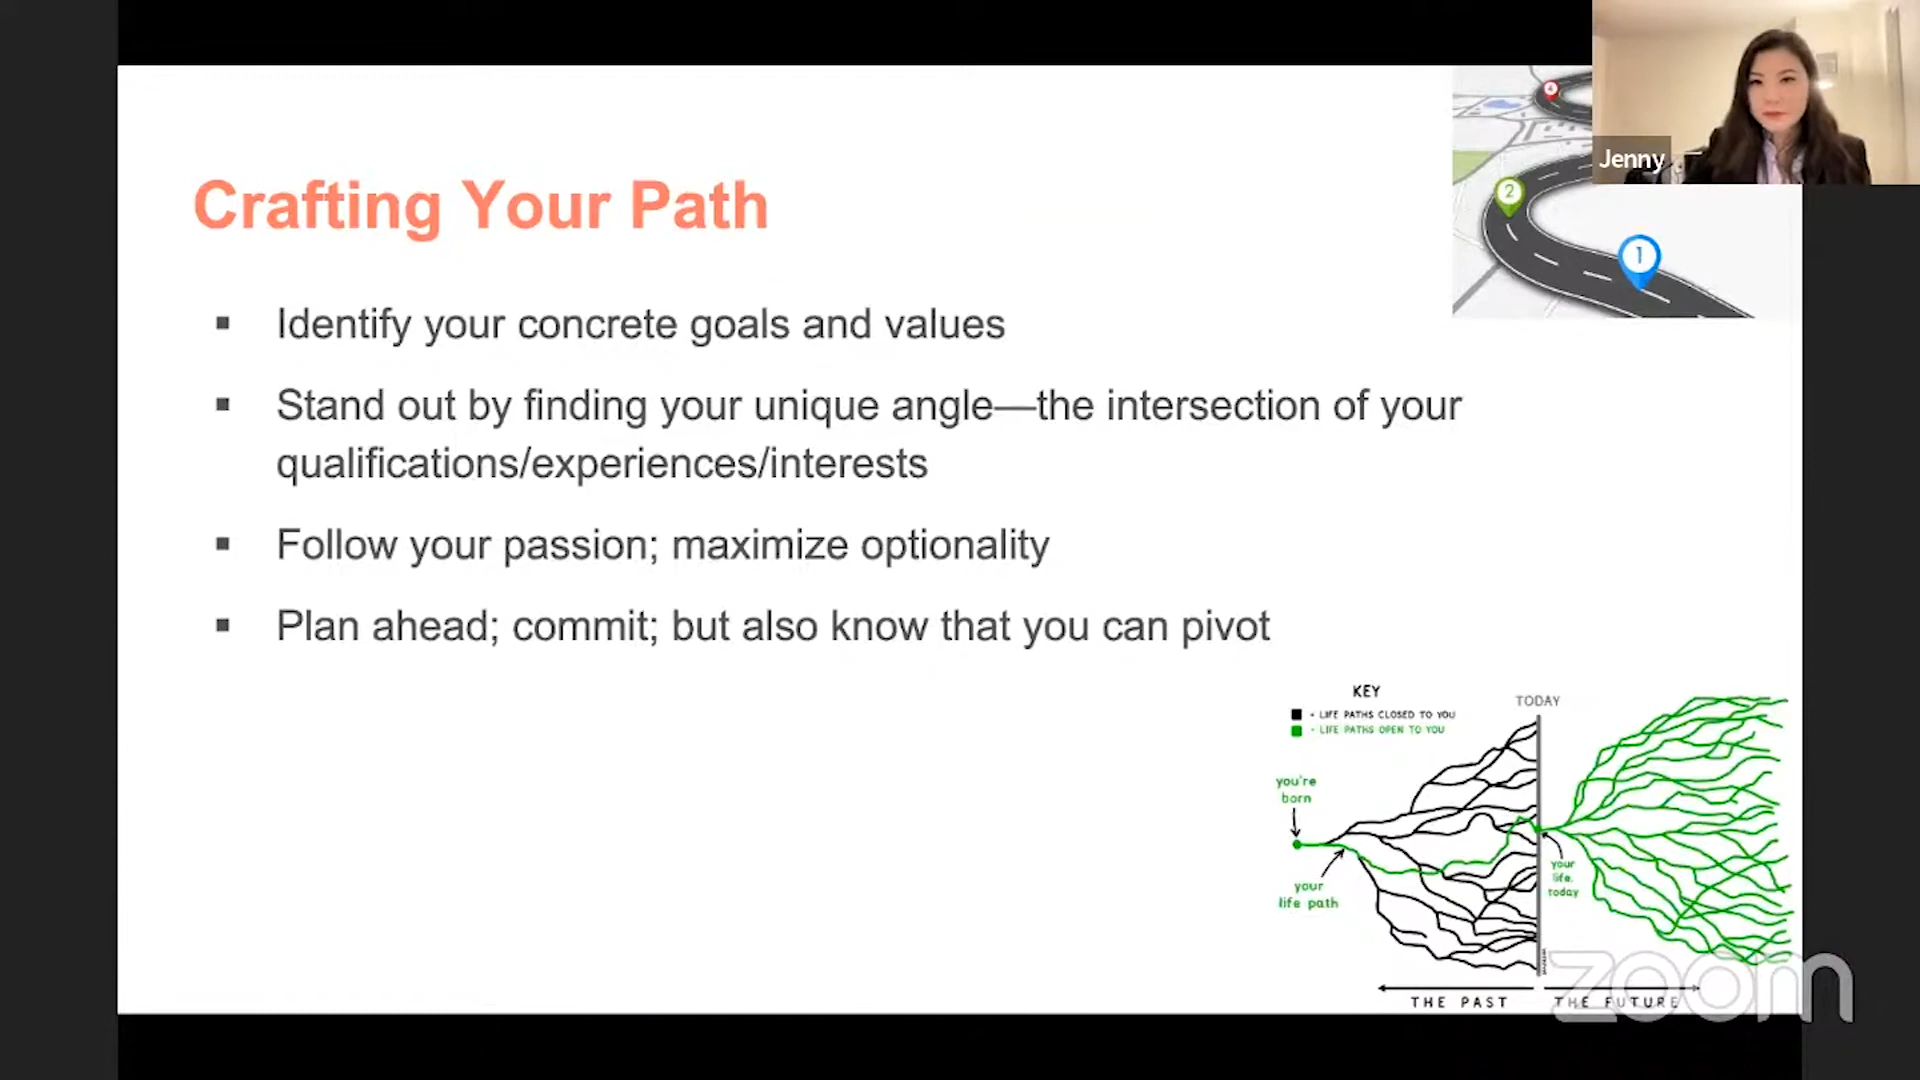 Jenny
4
2
1
Crafting Your Path
Identify your concrete goals and values
Stand out by finding your unique angle—the intersection of your
qualifications/experiences/interests
Follow your passion; maximize optionality
Plan ahead; commit; but also know that you can pivot
KEY
- LIFE PATHS CLOSED TO YOU
- LIFE PATHS OPEN TO YOU
TODAY
you're
born
your
life path
your
life.
today
THE PAST
THE FUTURE
zoom